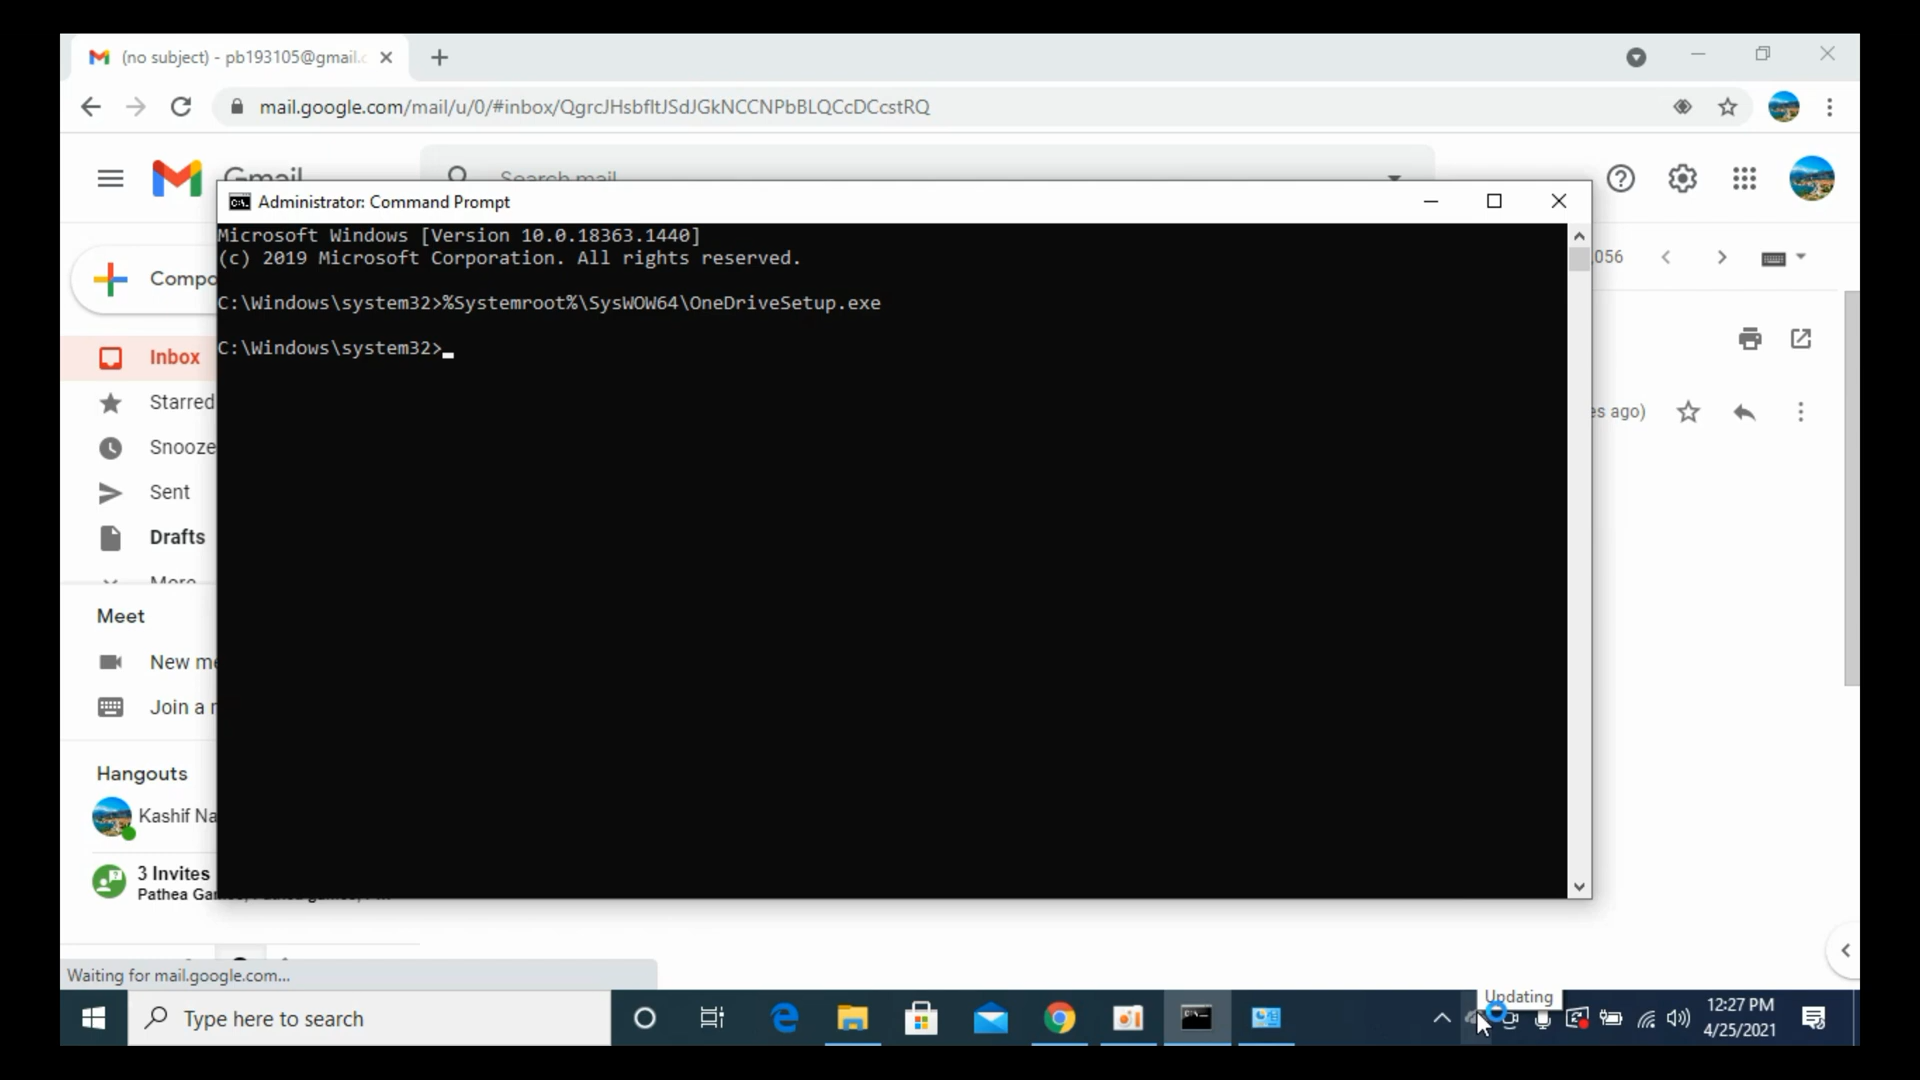 (no subject) - pb193105@gmail.c
mail.google.com/mail/u/0/#inbox/QgrcJHsbfltJSdJGkNCCNPbBLQCcDCcstRQ
Gmail
Search mail
Administrator: Command Prompt
Microsoft Windows [Version 10.0.18363.1440]
(c) 2019 Microsoft Corporation. All rights reserved.
C:\Windows\system32>%Systemroot%\SysWOW64\OneDriveSetup.exe
C:\Windows\system32>
,056
es ago)
Compo
Inbox
Starred
Snooze
Sent
Drafts
More
Meet
New me
Join a
Hangouts
Kashif Na
3 Invites
Pathea Ga
Waiting for mail.google.com...
Type here to search
Updating
12:27 PM
4/25/2021